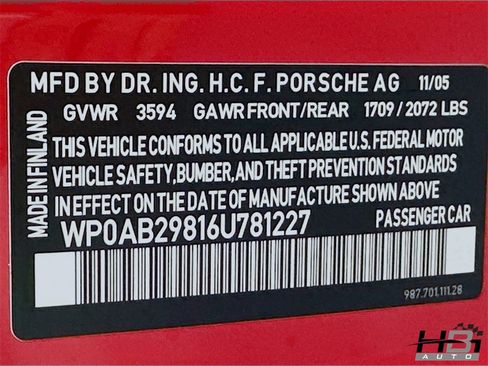 MFD BY DR. ING. H.C. F. PORSCHE AG 11/05
GVWR 3594 GAWR FRONT/REAR 1709 / 2072 LBS
MADE IN FINLAND
THIS VEHICLE CONFORMS TO ALL APPLICABLE U.S. FEDERAL MOTOR
VEHICLE SAFETY, BUMPER, AND THEFT PREVENTION STANDARDS
IN EFFECT ON THE DATE OF MANUFACTURE SHOWN ABOVE
WP0AB29816U781227 PASSENGER CAR
987.701.111.28
HBi
AUTO